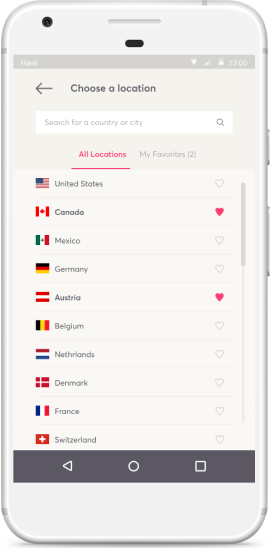 Hanli 13:00
Choose a location
Search for a country or city
All Locations My Favorites [2]
United States
Canada
Mexico
Germany
Austria
Belgium
Nethrlands
Denmark
France
Switzerland